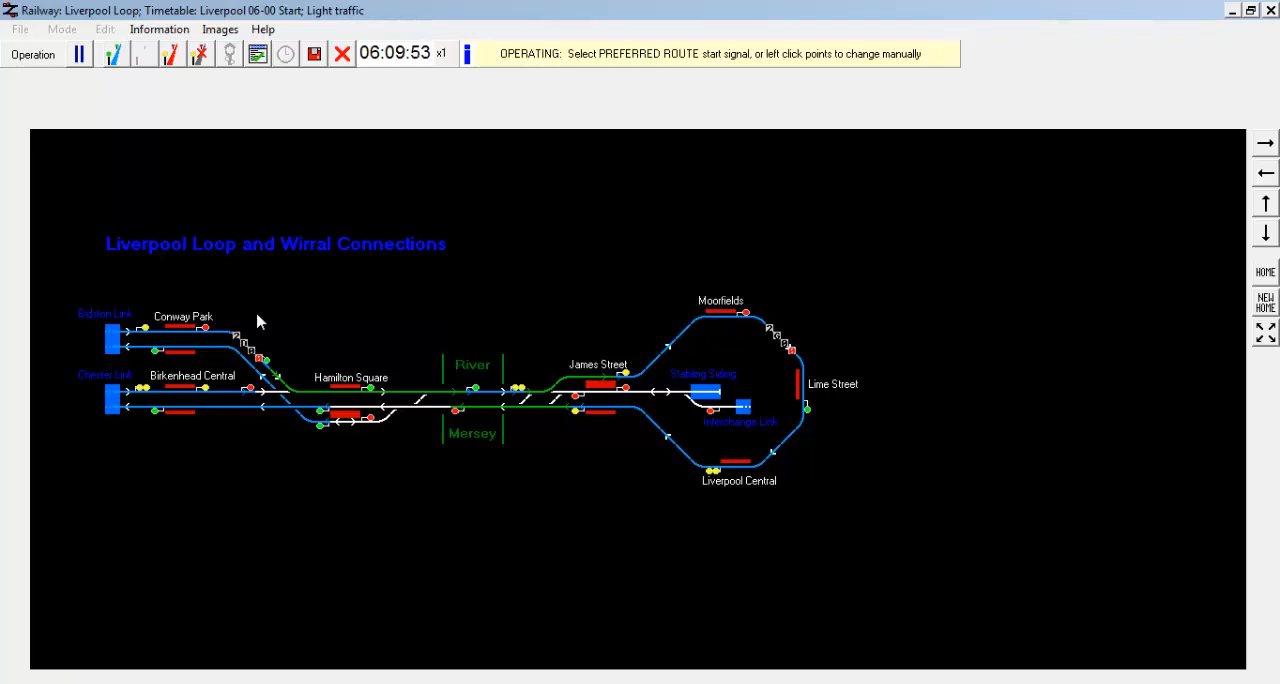 Railway: Liverpool Loop; Timetable: Liverpool 06-00 Start; Light traffic
File Mode Edit Information Images Help
Operation 06:09:53 x1 OPERATING: Select PREFERRED ROUTE start signal, or left click points to change manually
HOME
NEW HOME
Liverpool Loop and Wirral Connections
Moorfields
Bidston Link Conway Park
River James Street
Chester Link Birkenhead Central Hamilton Square Stabling Siding Lime Street
Interchange Link
Mersey
Liverpool Central